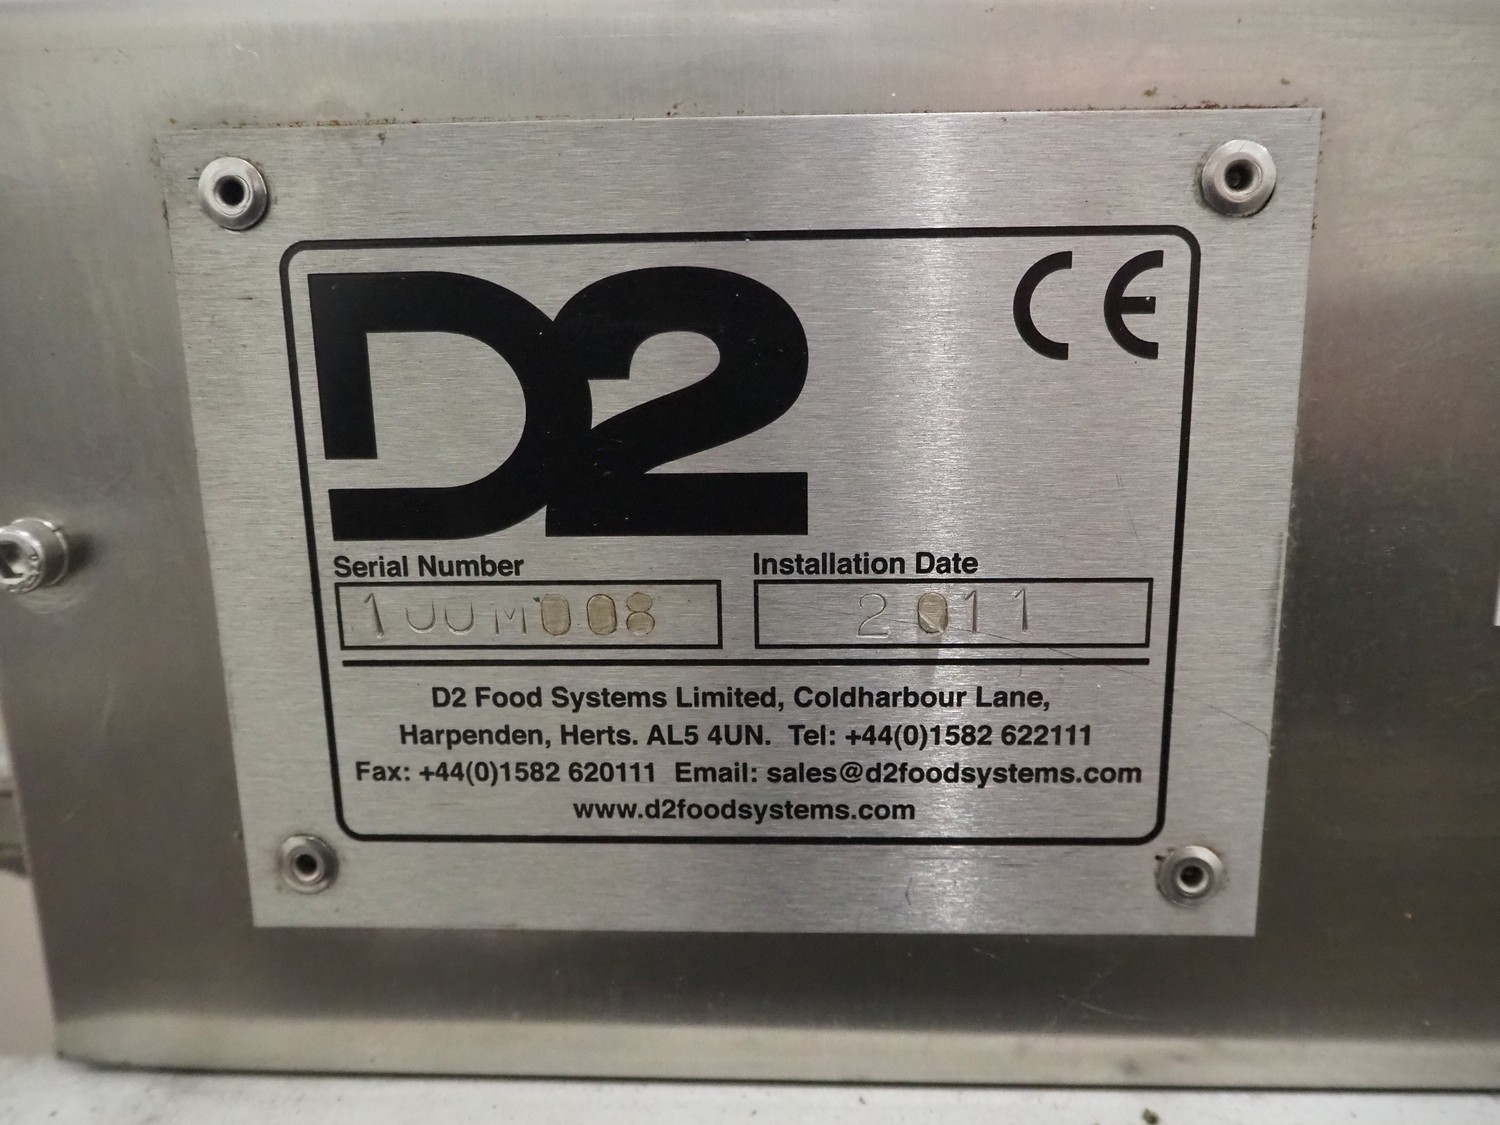 D2
CE
Serial Number Installation Date
100M008 2011
D2 Food Systems Limited, Coldharbour Lane,
Harpenden, Herts. AL5 4UN. Tel: +44(0)1582 622111
Fax: +44(0)1582 620111 Email: sales@d2foodsystems.com
www.d2foodsystems.com